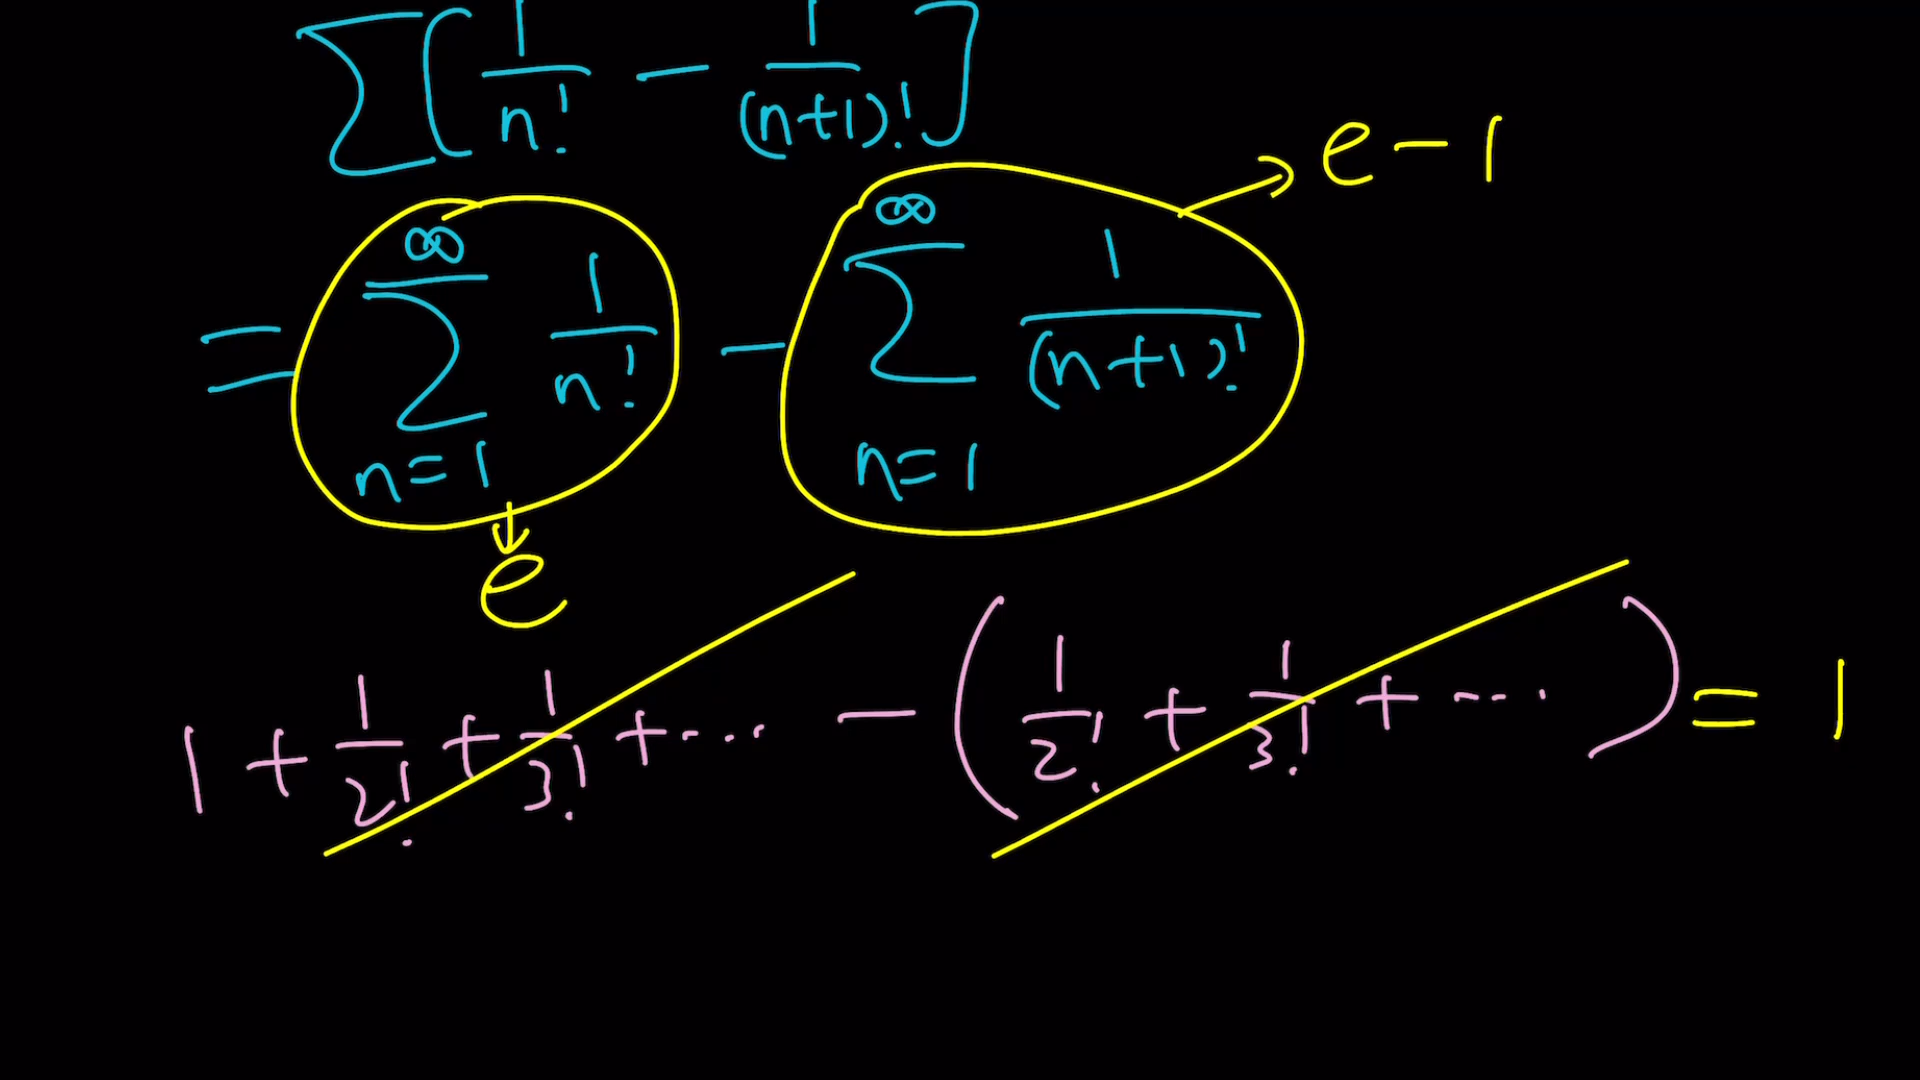 ∑[1/n! − 1/(n+1)!]
= ∑_{n=1}^{∞} 1/n! − ∑_{n=1}^{∞} 1/(n+1)! → e − 1
↓
e
1 + 1/2! + 1/3! + ... − (1/2! + 1/3! + ...) = 1